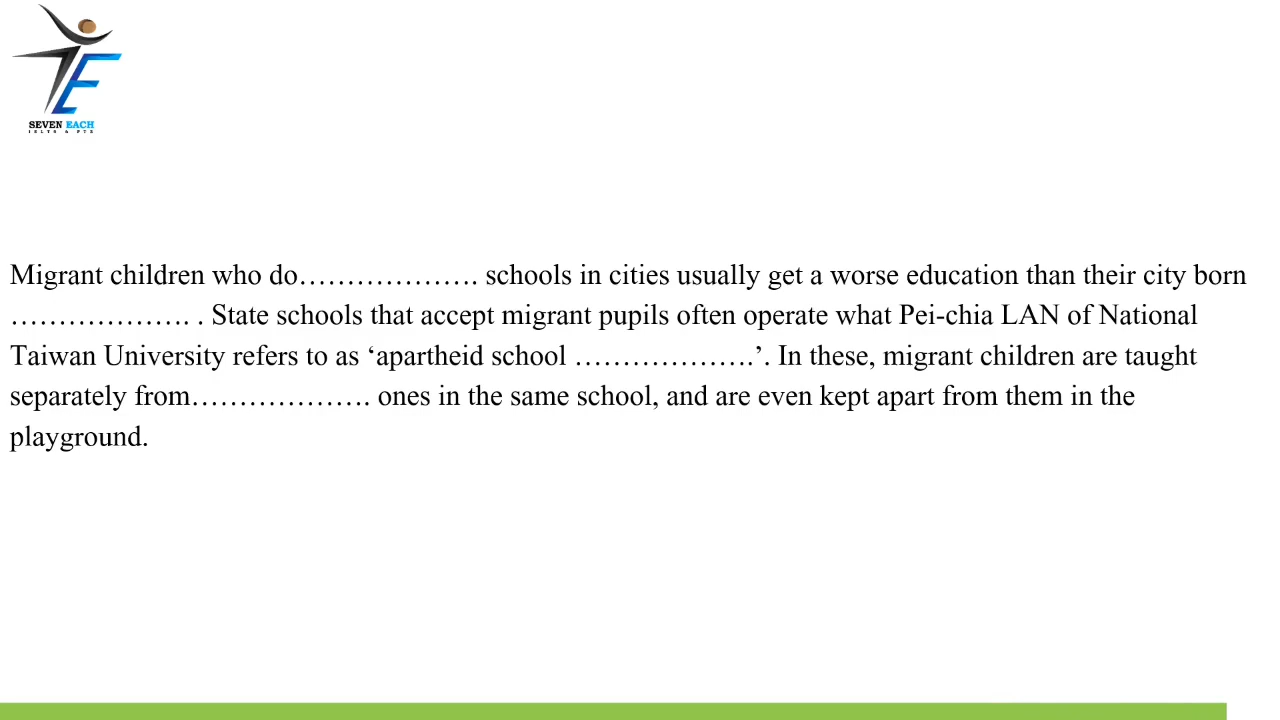 SEVEN EACH
IELTS & PTE
Migrant children who do………………. schools in cities usually get a worse education than their city born
………………. . State schools that accept migrant pupils often operate what Pei-chia LAN of National
Taiwan University refers to as ‘apartheid school ……………….’. In these, migrant children are taught
separately from………………. ones in the same school, and are even kept apart from them in the
playground.